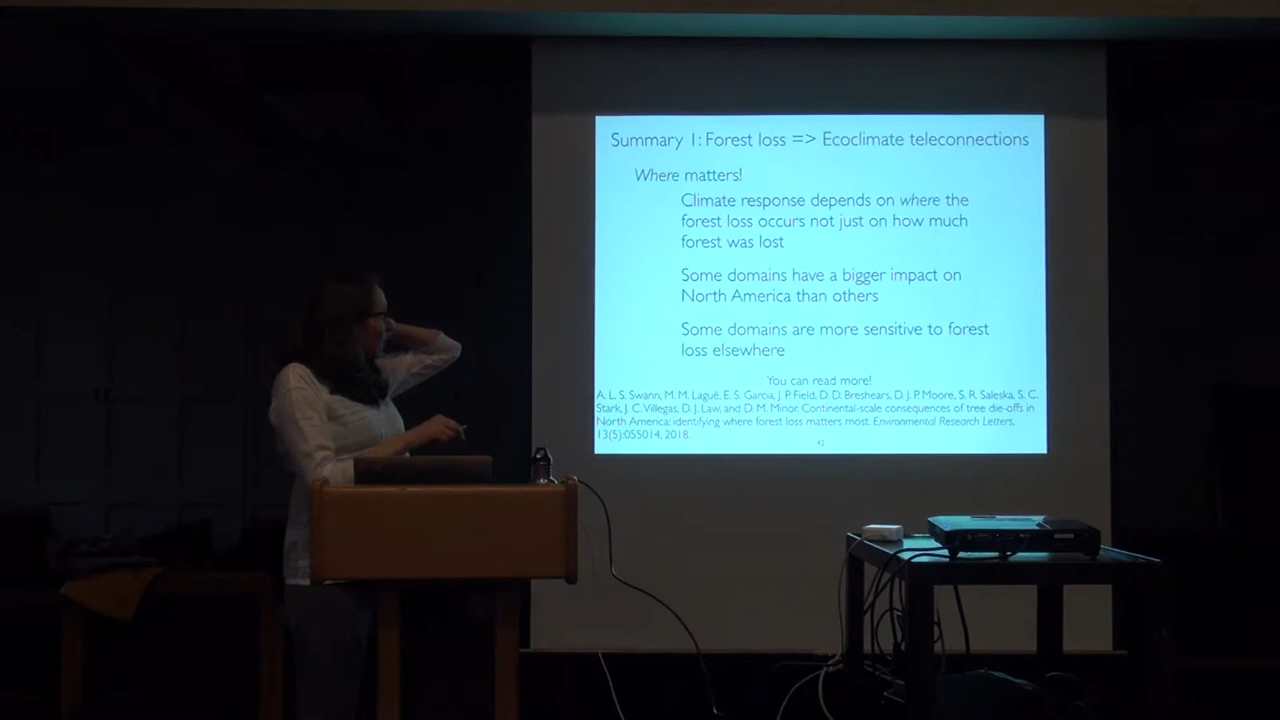 Summary 1: Forest loss => Ecoclimate teleconnections
Where matters!
Climate response depends on where the
forest loss occurs not just on how much
forest was lost
Some domains have a bigger impact on
North America than others
Some domains are more sensitive to forest
loss elsewhere
You can read more!
A. L. S. Swann, M. M. Laguë, E. S. Garcia, J. P. Field, D. D. Breshears, D. J. P. Moore, S. R. Saleska, S. C.
Stark, J. C. Villegas, D. J. Law, and D. M. Minor. Continental-scale consequences of tree die-offs in
North America: identifying where forest loss matters most. Environmental Research Letters,
13(5):055014, 2018.
42